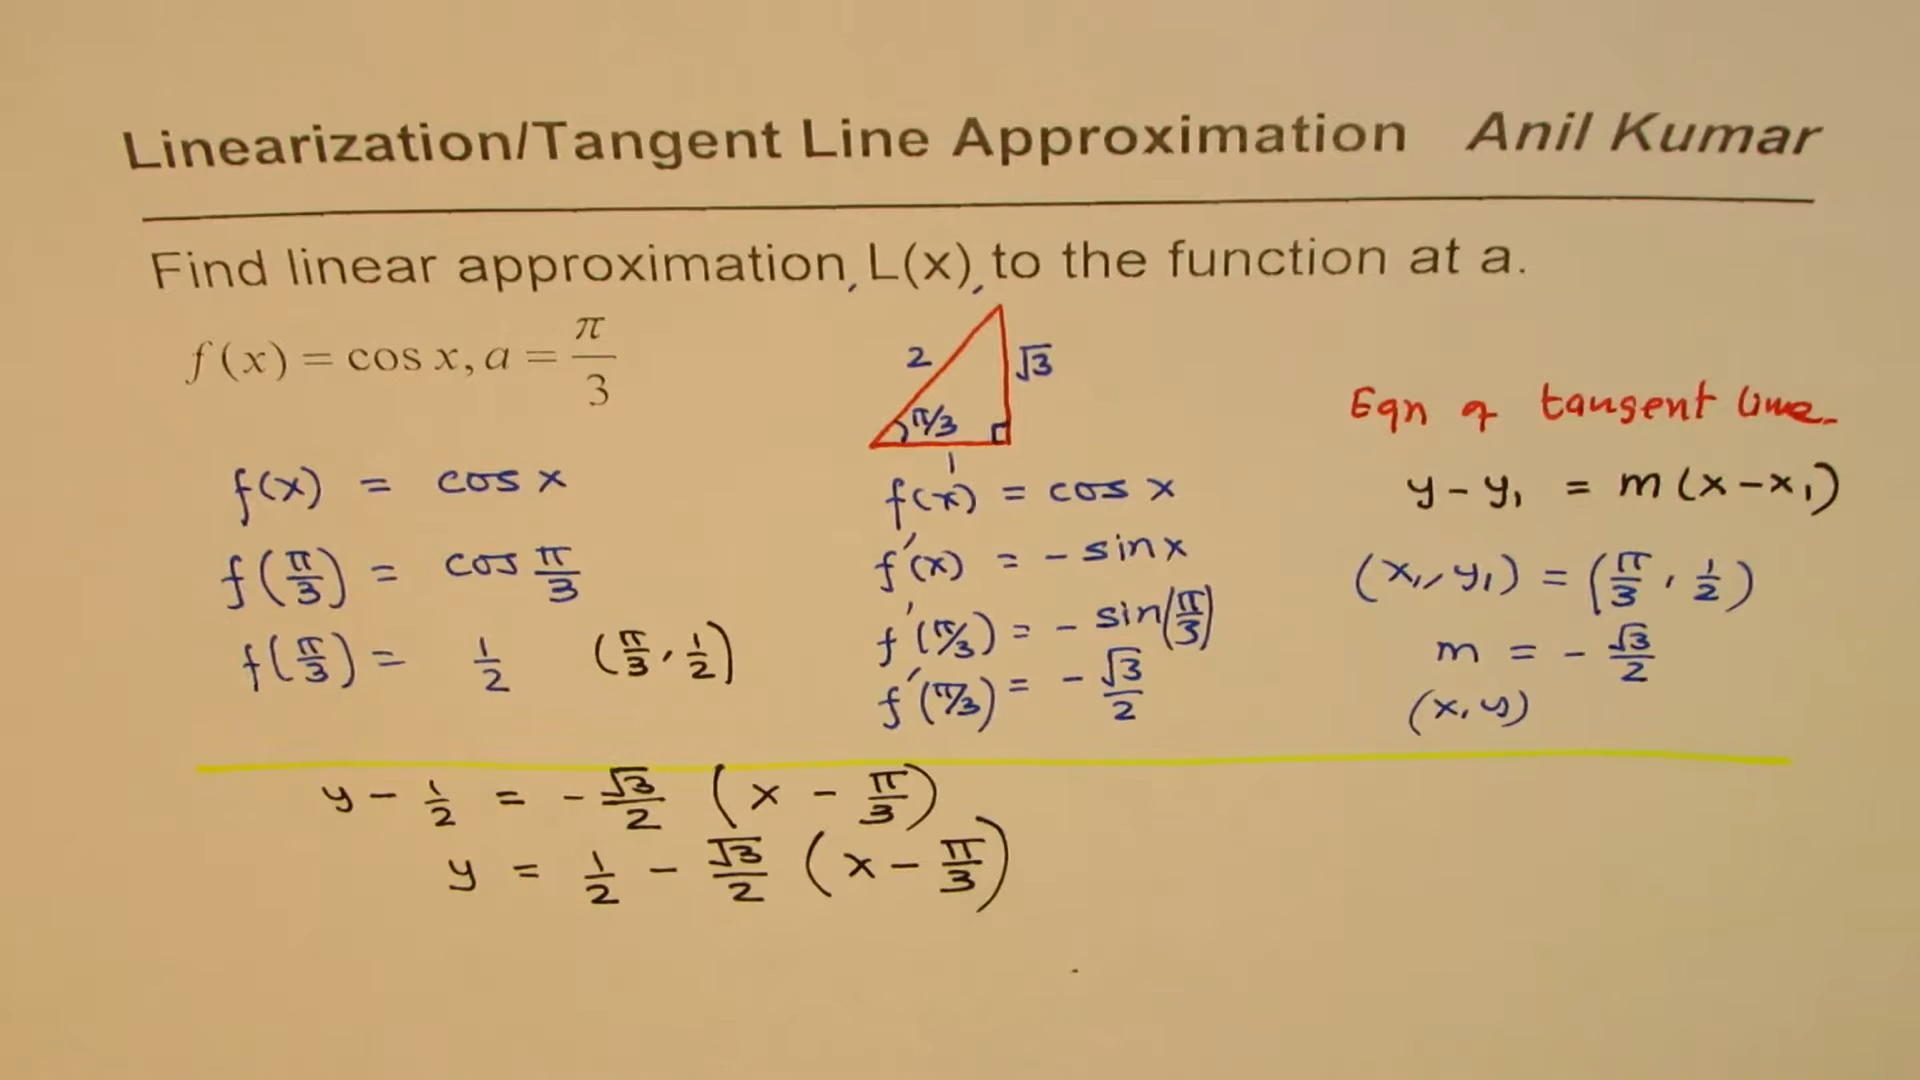 Linearization/Tangent Line Approximation Anil Kumar
Find linear approximation, L(x), to the function at a.
f(x) = cos x, a = π/3
2
√3
π/3
1
f(x) = cos x
f(π/3) = cos π/3
f(π/3) = 1/2 (π/3, 1/2)
f(x) = cos x
f'(x) = - sin x
f'(π/3) = - sin(π/3)
f'(π/3) = - √3/2
Eqn of tangent line.
y - y₁ = m (x - x₁)
(x₁, y₁) = (π/3, 1/2)
m = - √3/2
(x, y)
y - 1/2 = - √3/2 (x - π/3)
y = 1/2 - √3/2 (x - π/3)